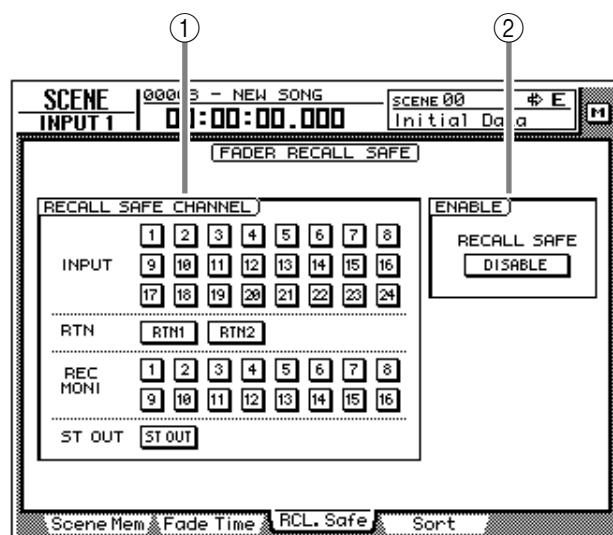 ① ②
SCENE 00003 - NEW SONG SCENE 00 E M
INPUT 1 00:00:00.000 Initial Data
FADER RECALL SAFE
RECALL SAFE CHANNEL ENABLE
1 2 3 4 5 6 7 8 RECALL SAFE
INPUT 9 10 11 12 13 14 15 16 DISABLE
17 18 19 20 21 22 23 24
RTN RTN1 RTN2
REC MONI 1 2 3 4 5 6 7 8
9 10 11 12 13 14 15 16
ST OUT ST OUT
Scene Mem Fade Time RCL. Safe Sort